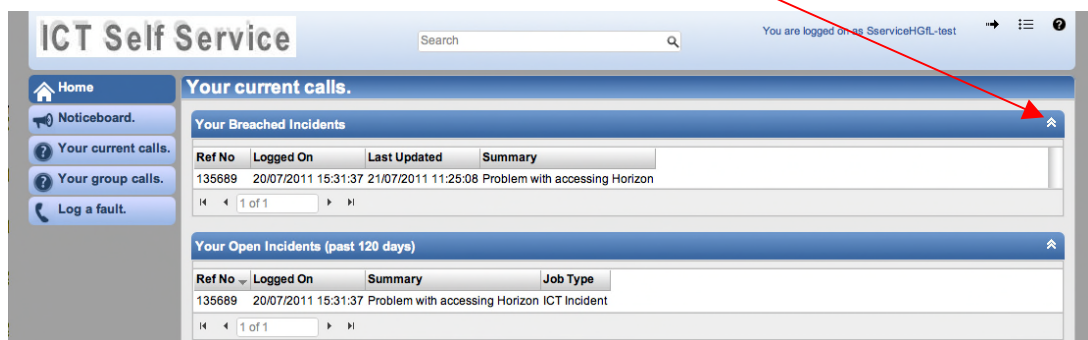 ICT Self Service
Search
You are logged on as SserviceHGfL-test
Home
Noticeboard.
Your current calls.
Your group calls.
Log a fault.
Your current calls.
Your Breached Incidents
Ref No Logged On Last Updated Summary
135689 20/07/2011 15:31:37 21/07/2011 11:25:08 Problem with accessing Horizon
1 of 1
Your Open Incidents (past 120 days)
Ref No Logged On Summary Job Type
135689 20/07/2011 15:31:37 Problem with accessing Horizon ICT Incident
1 of 1